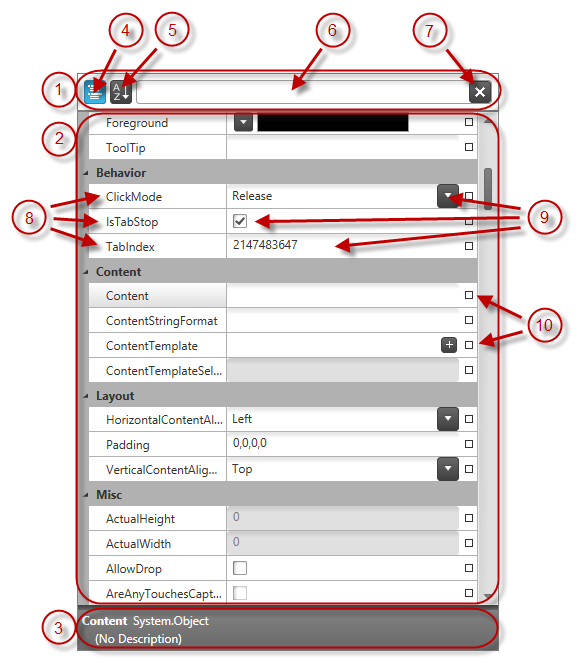 4 5 6 7
1 A Z
2 Foreground
ToolTip
Behavior
ClickMode Release
8 IsTabStop 9
TabIndex 2147483647
Content
Content
ContentStringFormat
10
ContentTemplate
ContentTemplateSel...
Layout
HorizontalContentAl... Left
Padding 0,0,0,0
VerticalContentAlig... Top
Misc
ActualHeight 0
ActualWidth 0
AllowDrop
AreAnyTouchesCapt...
3 Content System.Object
(No Description)